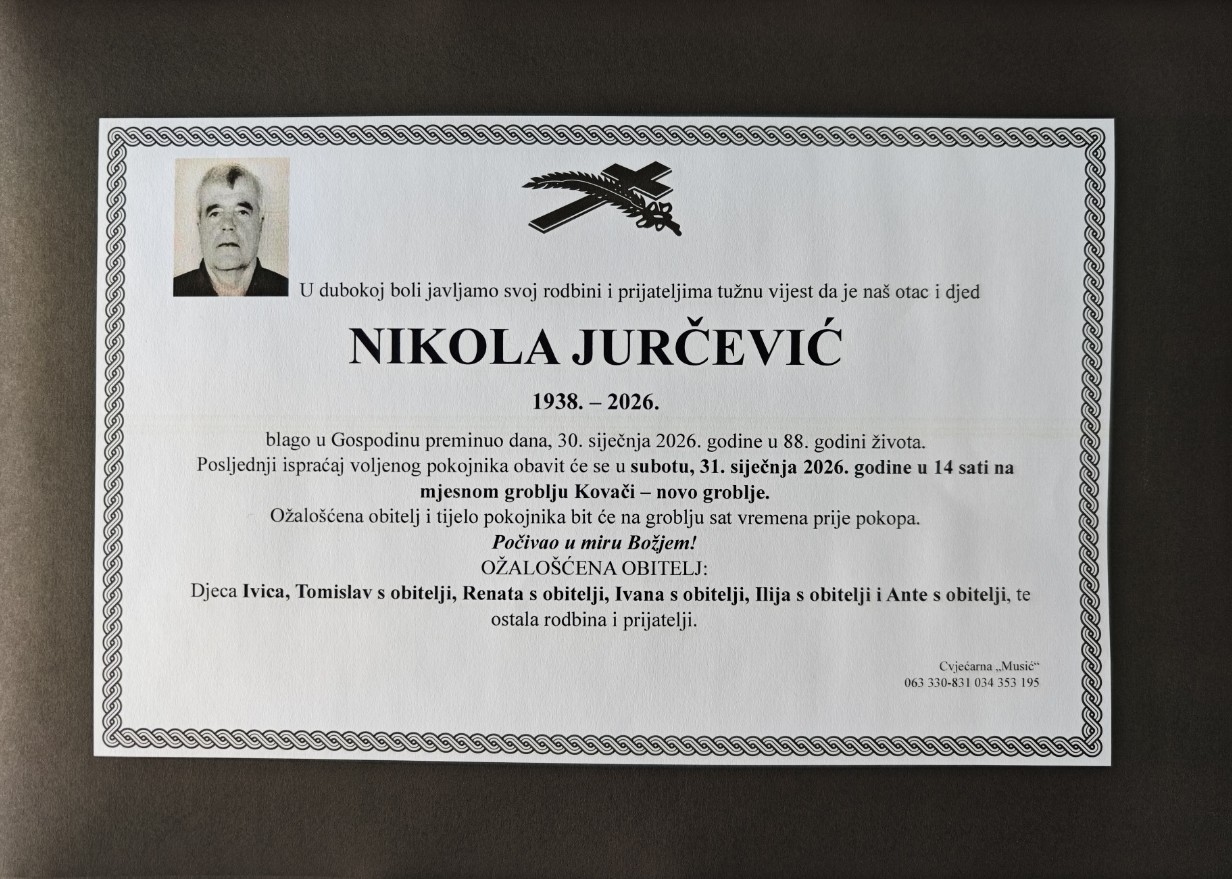 U dubokoj boli javljamo svoj rodbini i prijateljima tužnu vijest da je naš otac i djed
NIKOLA JURČEVIĆ
1938. – 2026.
blago u Gospodinu preminuo dana, 30. siječnja 2026. godine u 88. godini života.
Posljednji ispraćaj voljenog pokojnika obavit će se u subotu, 31. siječnja 2026. godine u 14 sati na
mjesnom groblju Kovači – novo groblje.
Ožalošćena obitelj i tijelo pokojnika bit će na groblju sat vremena prije pokopa.
Počivao u miru Božjem!
OŽALOŠĆENA OBITELJ:
Djeca Ivica, Tomislav s obitelji, Renata s obitelji, Ivana s obitelji, Ilija s obitelji i Ante s obitelji, te
ostala rodbina i prijatelji.
Cvjećarna „Musić“
063 330-831 034 353 195